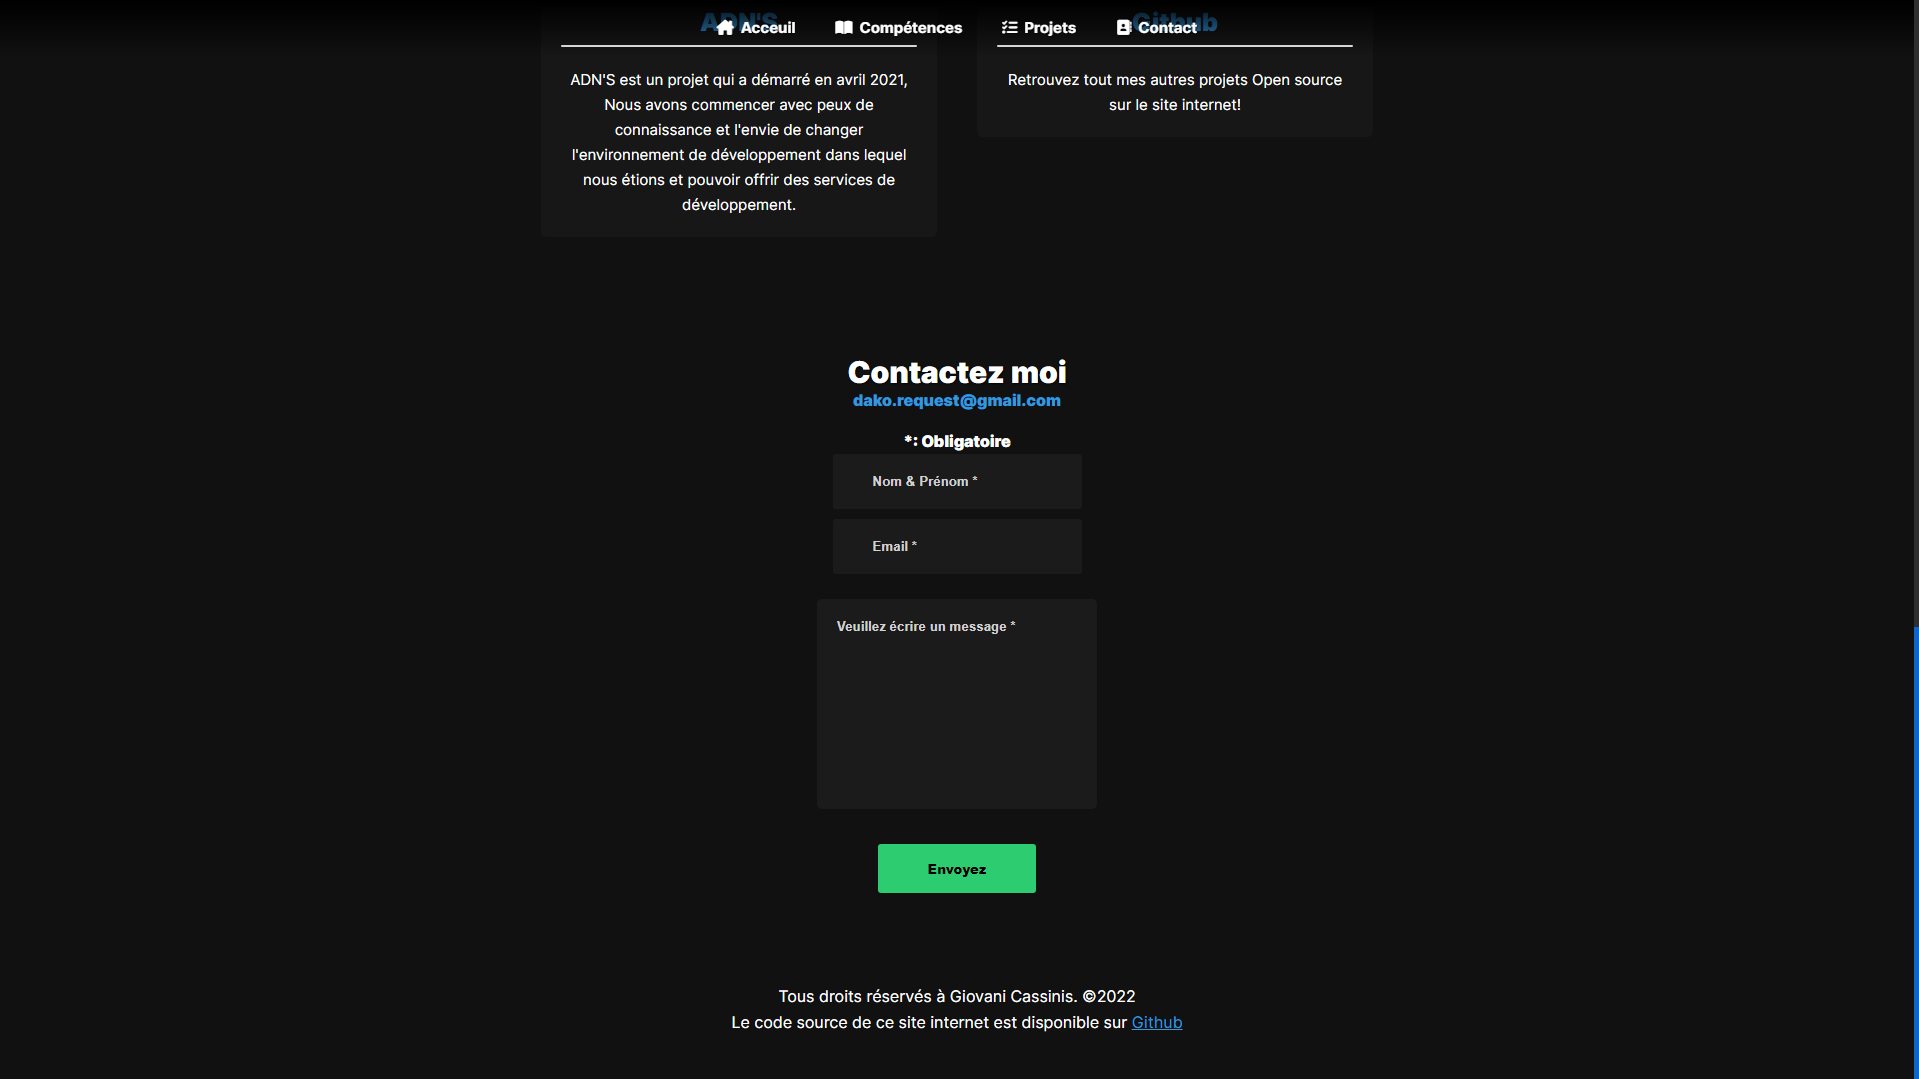 ADN'S
Github
Acceuil
Compétences
Projets
Contact
ADN'S est un projet qui a démarré en avril 2021,
Nous avons commencer avec peux de
connaissance et l'envie de changer
l'environnement de développement dans lequel
nous étions et pouvoir offrir des services de
développement.
Retrouvez tout mes autres projets Open source
sur le site internet!
Contactez moi
dako.request@gmail.com
*: Obligatoire
Nom & Prénom *
Email *
Veuillez écrire un message *
Envoyez
Tous droits réservés à Giovani Cassinis. ©2022
Le code source de ce site internet est disponible sur Github